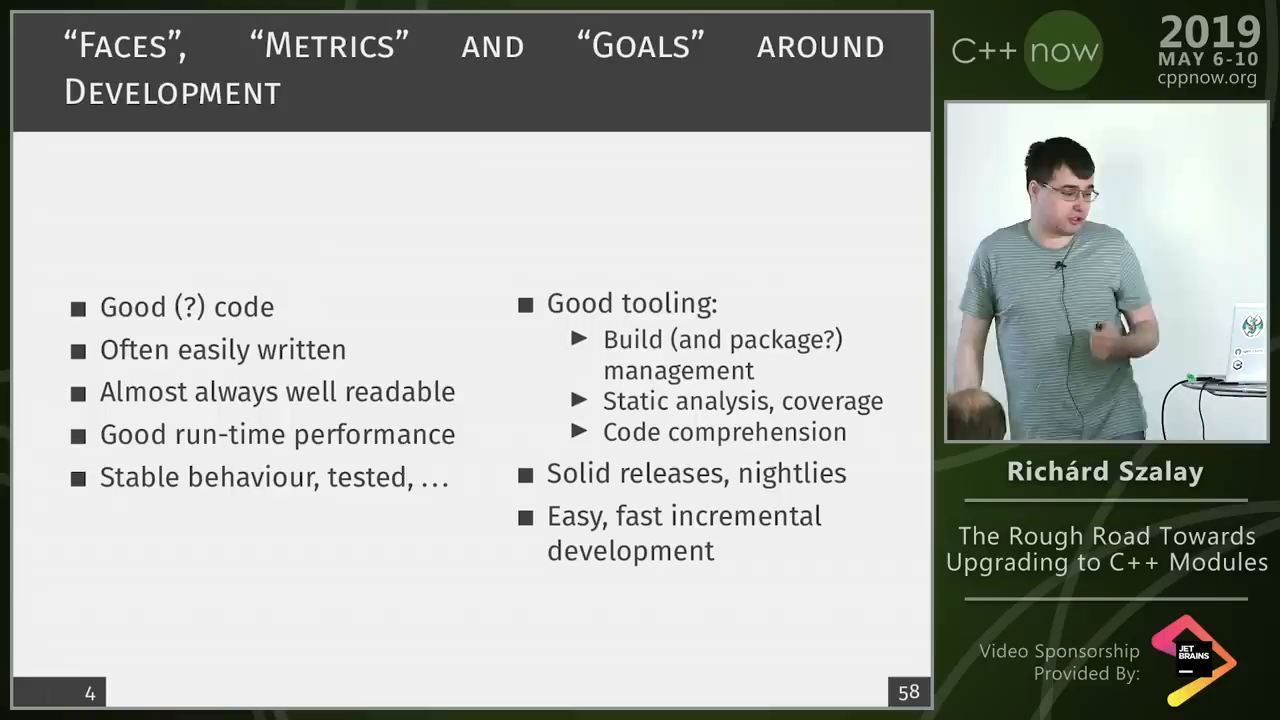 “Faces”, “Metrics” and “Goals” around
Development
■ Good (?) code
■ Often easily written
■ Almost always well readable
■ Good run-time performance
■ Stable behaviour, tested, …
■ Good tooling:
▶ Build (and package?)
management
▶ Static analysis, coverage
▶ Code comprehension
■ Solid releases, nightlies
■ Easy, fast incremental
development
4
58
C++ now
2019
MAY 6-10
cppnow.org
Richárd Szalay
The Rough Road Towards
Upgrading to C++ Modules
Video Sponsorship
Provided By:
JET
BRAINS